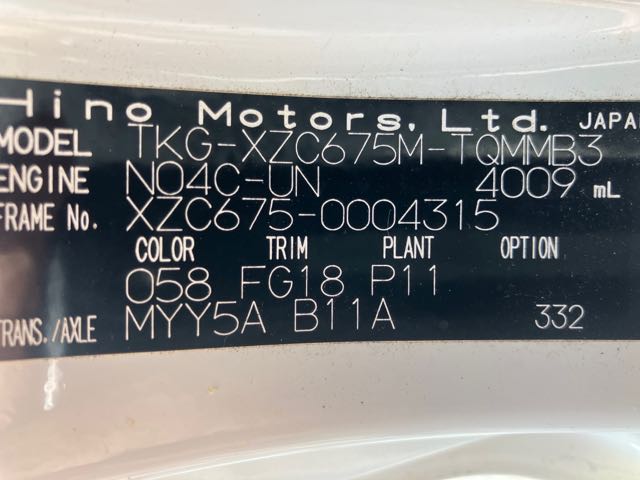 Hino Motors, Ltd. JAPAN
MODEL TKG-XZC675M-TQMMB3
ENGINE N04C-UN 4009 mL
FRAME No. XZC675-0004315
COLOR TRIM PLANT OPTION
058 FG18 P11
TRANS./AXLE MYY5A B11A 332